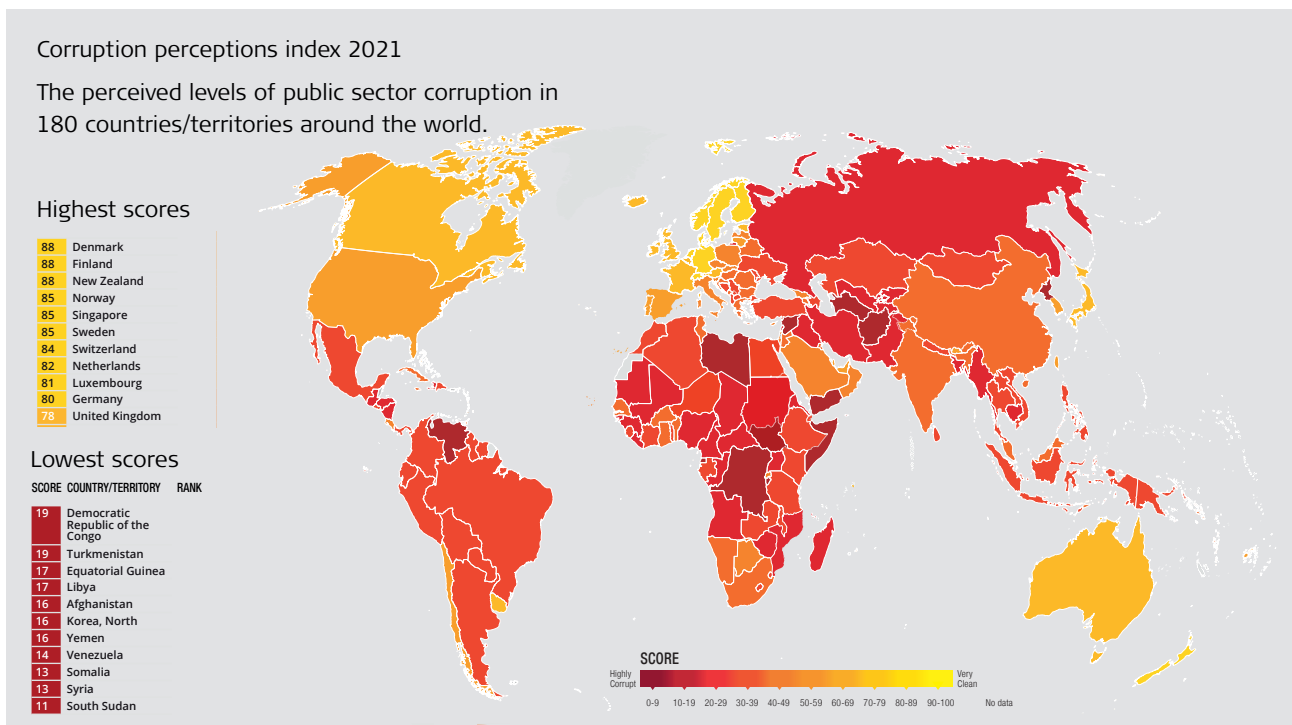 Corruption perceptions index 2021
The perceived levels of public sector corruption in
180 countries/territories around the world.
Highest scores
88 Denmark
88 Finland
88 New Zealand
85 Norway
85 Singapore
85 Sweden
84 Switzerland
82 Netherlands
81 Luxembourg
80 Germany
78 United Kingdom
Lowest scores
SCORE COUNTRY/TERRITORY RANK
19 Democratic
Republic of the
Congo
19 Turkmenistan
17 Equatorial Guinea
17 Libya
16 Afghanistan
16 Korea, North
16 Yemen
14 Venezuela
13 Somalia
13 Syria
11 South Sudan
SCORE
Highly
Corrupt
Very
Clean
0-9 10-19 20-29 30-39 40-49 50-59 60-69 70-79 80-89 90-100 No data